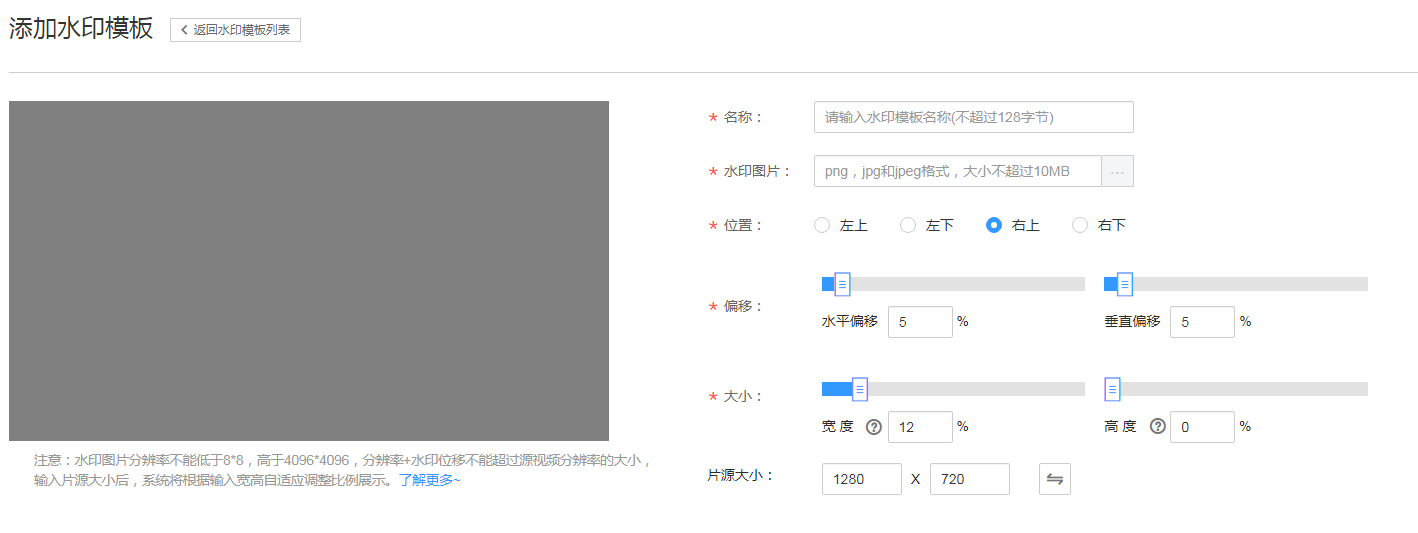 添加水印模板
返回水印模板列表
* 名称：
请输入水印模板名称(不超过128字节)
* 水印图片：
png，jpg和jpeg格式，大小不超过10MB
...
* 位置：
左上 左下 右上 右下
* 偏移：
水平偏移 5 %
垂直偏移 5 %
* 大小：
宽 度 ? 12 %
高 度 ? 0 %
片源大小： 1280 X 720
注意：水印图片分辨率不能低于8*8，高于4096*4096，分辨率+水印位移不能超过源视频分辨率的大小，
输入片源大小后，系统将根据输入宽高自适应调整比例展示。了解更多~